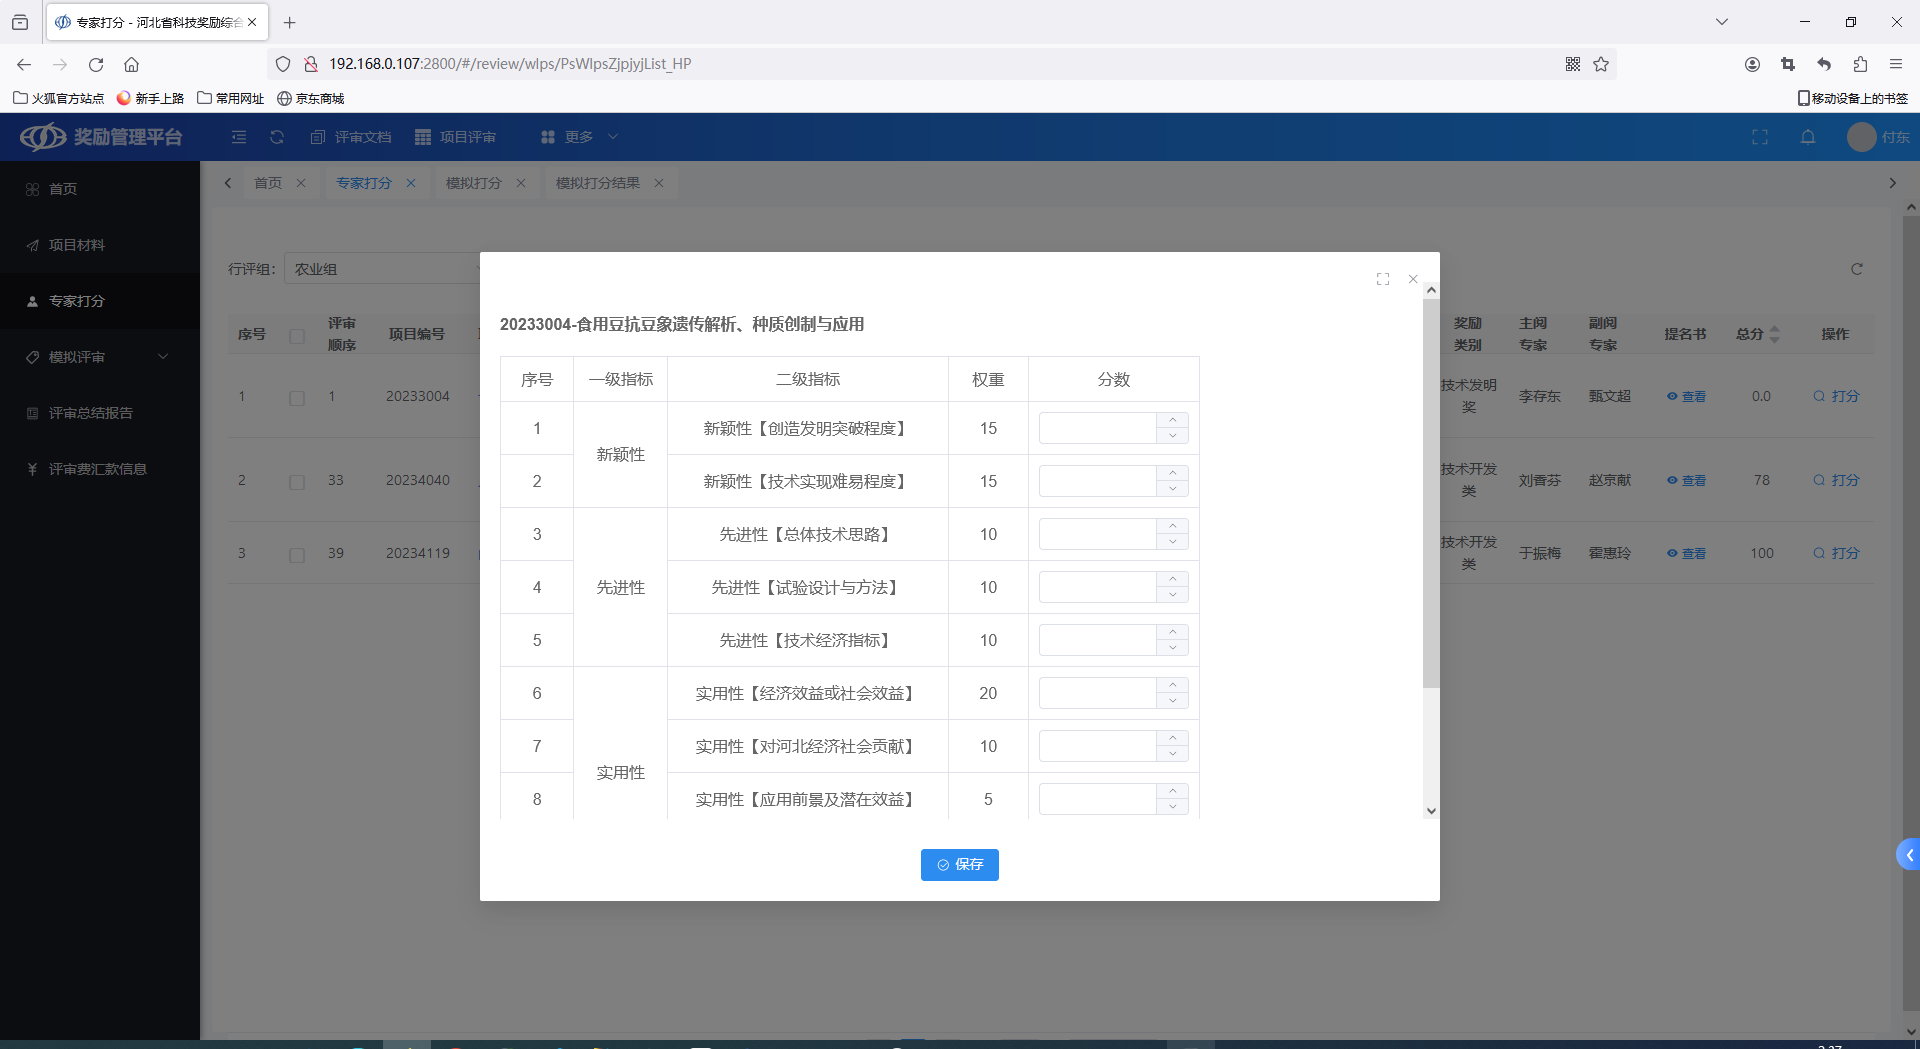 专家打分 - 河北省科技奖励综合
192.168.0.107:2800/#/review/wlps/PsWlpsZjpjyjList_HP
火狐官方站点 新手上路 常用网址 京东商城 移动设备上的书签
奖励管理平台 评审文档 项目评审 更多 付东
首页 专家打分 模拟打分 模拟打分结果
首页
项目材料
专家打分
模拟评审
评审总结报告
评审费汇款信息
行评组: 农业组
序号 评审顺序 项目编号 奖励类别 主阅专家 副阅专家 提名书 总分 操作
1 1 20233004 技术发明奖 李存东 甄文超 查看 0.0 打分
2 33 20234040 技术开发类 刘香芬 赵京献 查看 78 打分
3 39 20234119 技术开发类 于振梅 霍惠玲 查看 100 打分
20233004-食用豆抗豆象遗传解析、种质创制与应用
序号 一级指标 二级指标 权重 分数
1 新颖性 新颖性【创造发明突破程度】 15
2 新颖性【技术实现难易程度】 15
3 先进性【总体技术思路】 10
4 先进性 先进性【试验设计与方法】 10
5 先进性【技术经济指标】 10
6 实用性【经济效益或社会效益】 20
7 实用性 实用性【对河北经济社会贡献】 10
8 实用性【应用前景及潜在效益】 5
保存